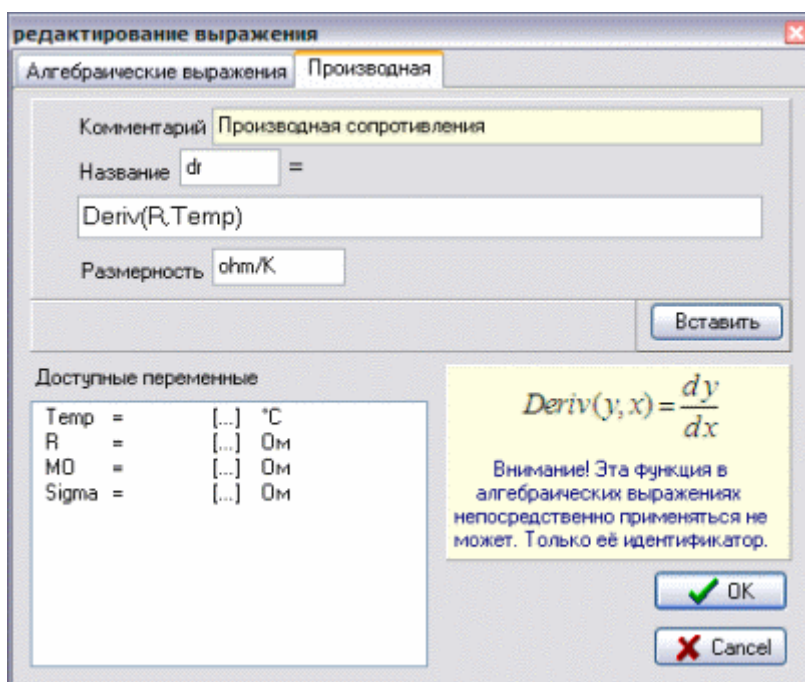 редактирование выражения
Алгебраические выражения Производная
Комментарий Производная сопротивления
Название dr =
Deriv(R,Temp)
Размерность ohm/K
Вставить
Доступные переменные
Temp = [...] °C
R = [...] Ом
MO = [...] Ом
Sigma = [...] Ом
Deriv(y,x)=dy/dx
Внимание! Эта функция в
алгебраических выражениях
непосредственно применяться не
может. Только её идентификатор.
OK
Cancel